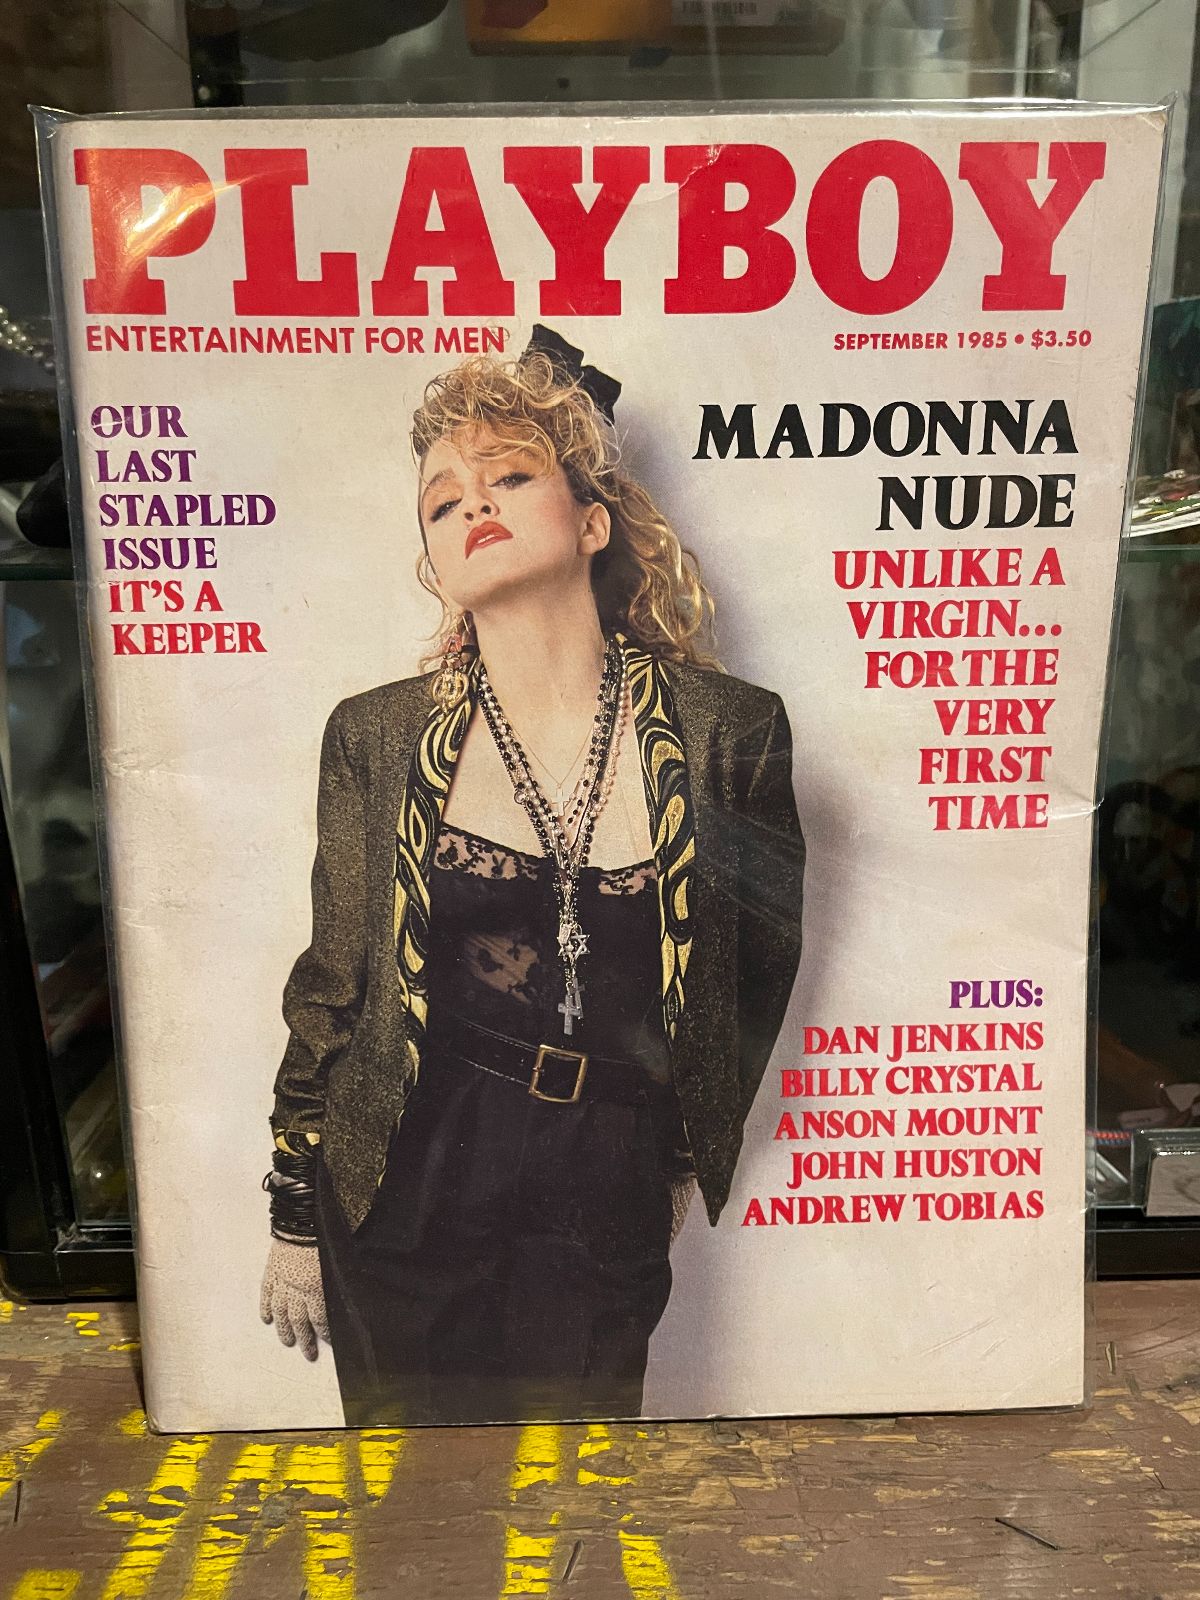 PLAYBOY
ENTERTAINMENT FOR MEN
SEPTEMBER 1985 • $3.50
OUR
LAST
STAPLED
ISSUE
IT'S A
KEEPER
MADONNA
NUDE
UNLIKE A
VIRGIN...
FOR THE
VERY
FIRST
TIME
PLUS:
DAN JENKINS
BILLY CRYSTAL
ANSON MOUNT
JOHN HUSTON
ANDREW TOBIAS